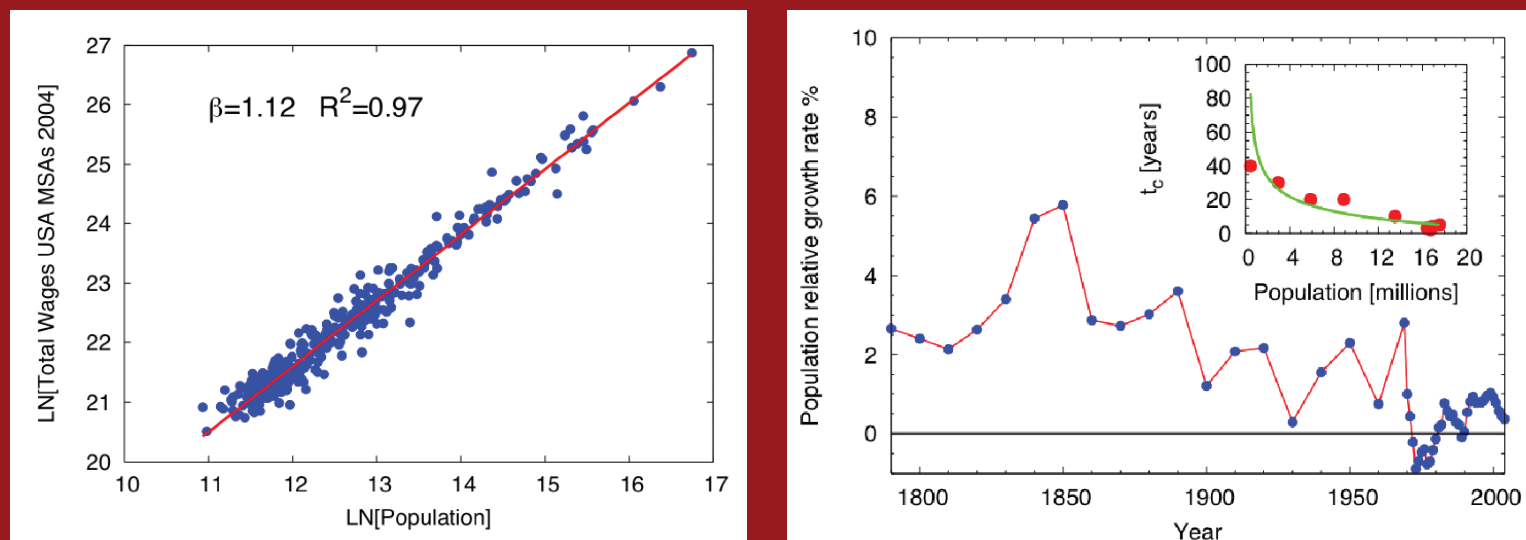 LN[Total Wages USA MSAs 2004]
27
26
25
24
23
22
21
20
β=1.12 R²=0.97
10 11 12 13 14 15 16 17
LN[Population]
Population relative growth rate %
10
8
6
4
2
0
1800 1850 1900 1950 2000
Year
t_c [years]
100
80
60
40
20
0
0 4 8 12 16 20
Population [millions]